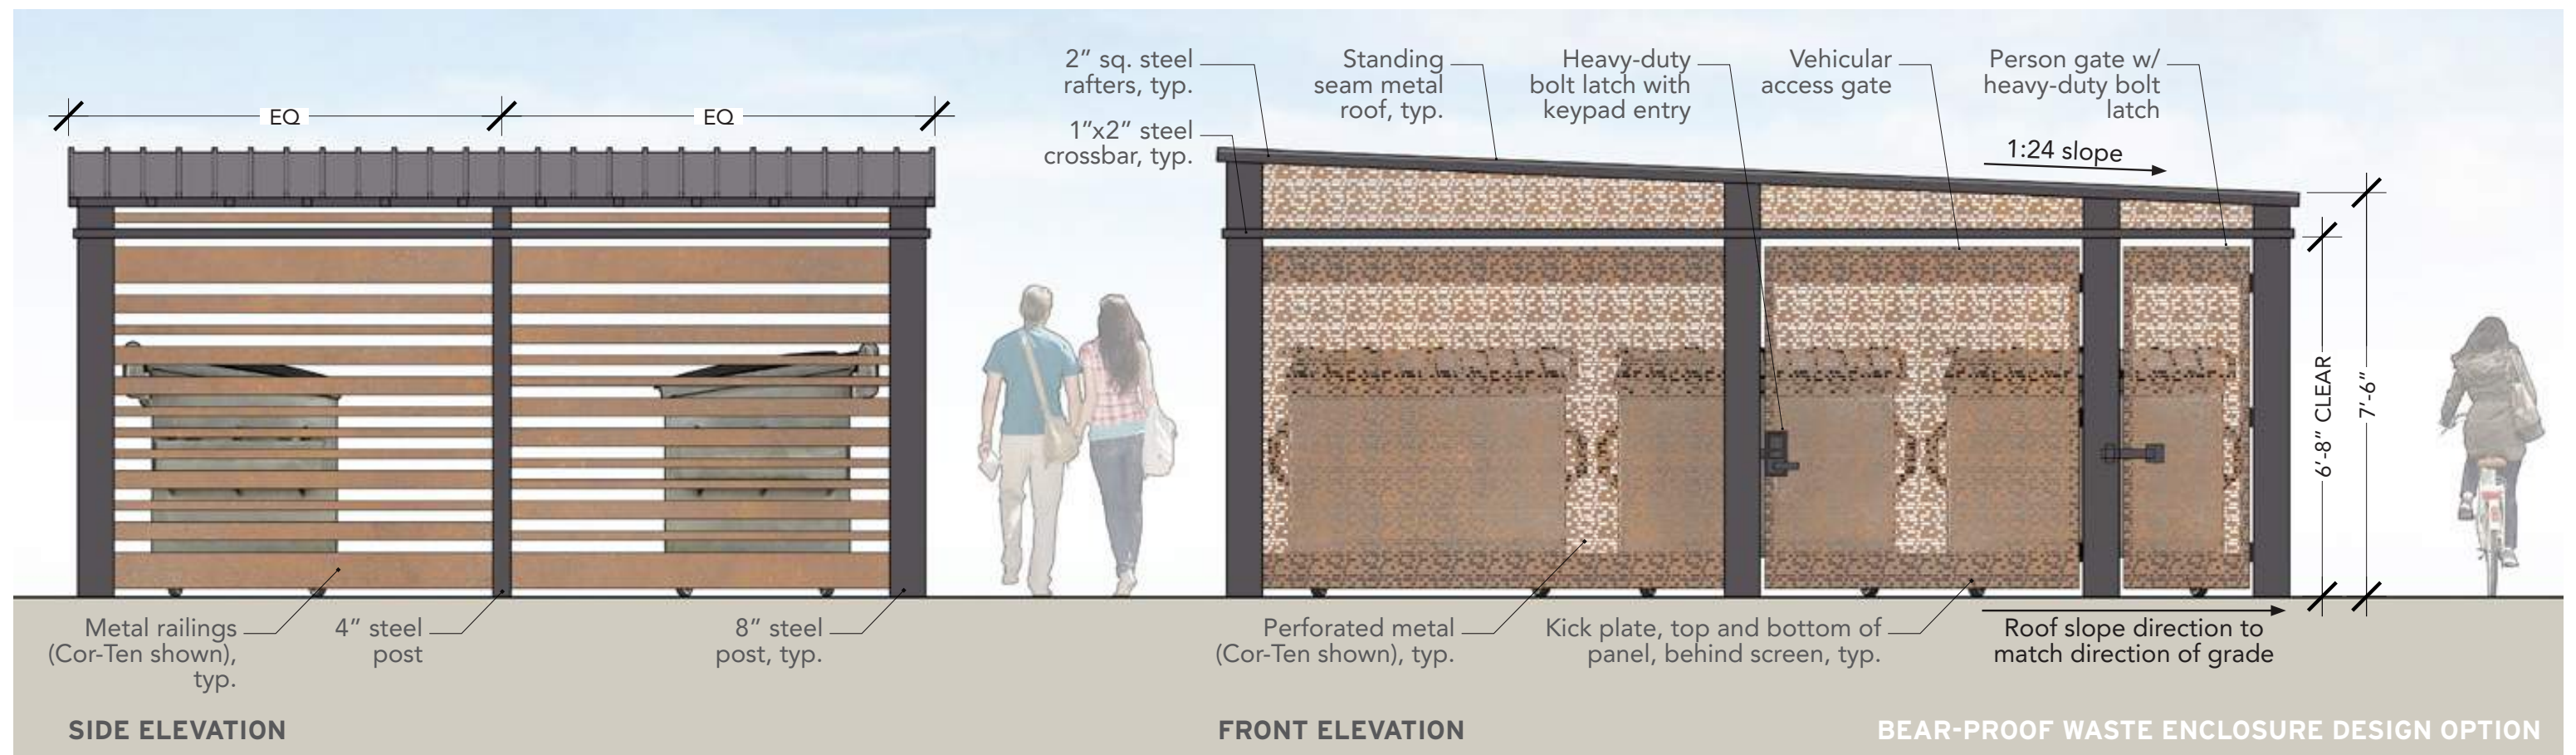 EQ
EQ
2” sq. steel
rafters, typ.
1”x2” steel
crossbar, typ.
Standing
seam metal
roof, typ.
Heavy-duty
bolt latch with
keypad entry
Vehicular
access gate
Person gate w/
heavy-duty bolt
latch
1:24 slope
6’-8” CLEAR
7’-6”
Metal railings
(Cor-Ten shown),
typ.
4” steel
post
8” steel
post, typ.
Perforated metal
(Cor-Ten shown), typ.
Kick plate, top and bottom of
panel, behind screen, typ.
Roof slope direction to
match direction of grade
SIDE ELEVATION
FRONT ELEVATION
BEAR-PROOF WASTE ENCLOSURE DESIGN OPTION